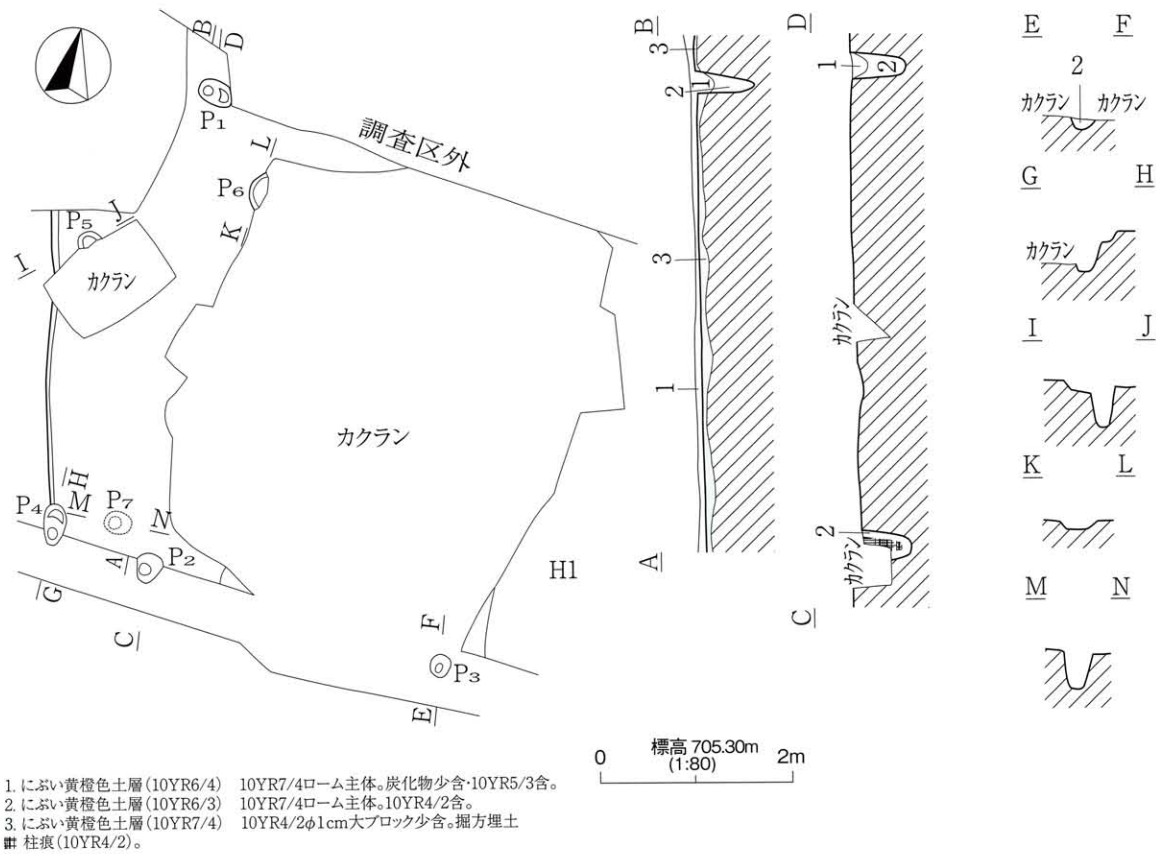 B
D
P1
調査区外
L
P6
K
P5
J
I
カクラン
カクラン
H
P4
M
P7
N
A
P2
G
C
H1
F
P3
E
B
3
1
2
3
1
A
D
1
2
カクラン
2
カクラン
C
E F
2
カクラン カクラン
G H
カクラン
I J
K L
M N
標高 705.30m
0 (1:80) 2m
1. にぶい黄橙色土層(10YR6/4) 10YR7/4ローム主体。炭化物少含・10YR5/3含。
2. にぶい黄橙色土層(10YR6/3) 10YR7/4ローム主体。10YR4/2含。
3. にぶい黄橙色土層(10YR7/4) 10YR4/2φ1cm大ブロック少含。掘方埋土
柱痕(10YR4/2)。